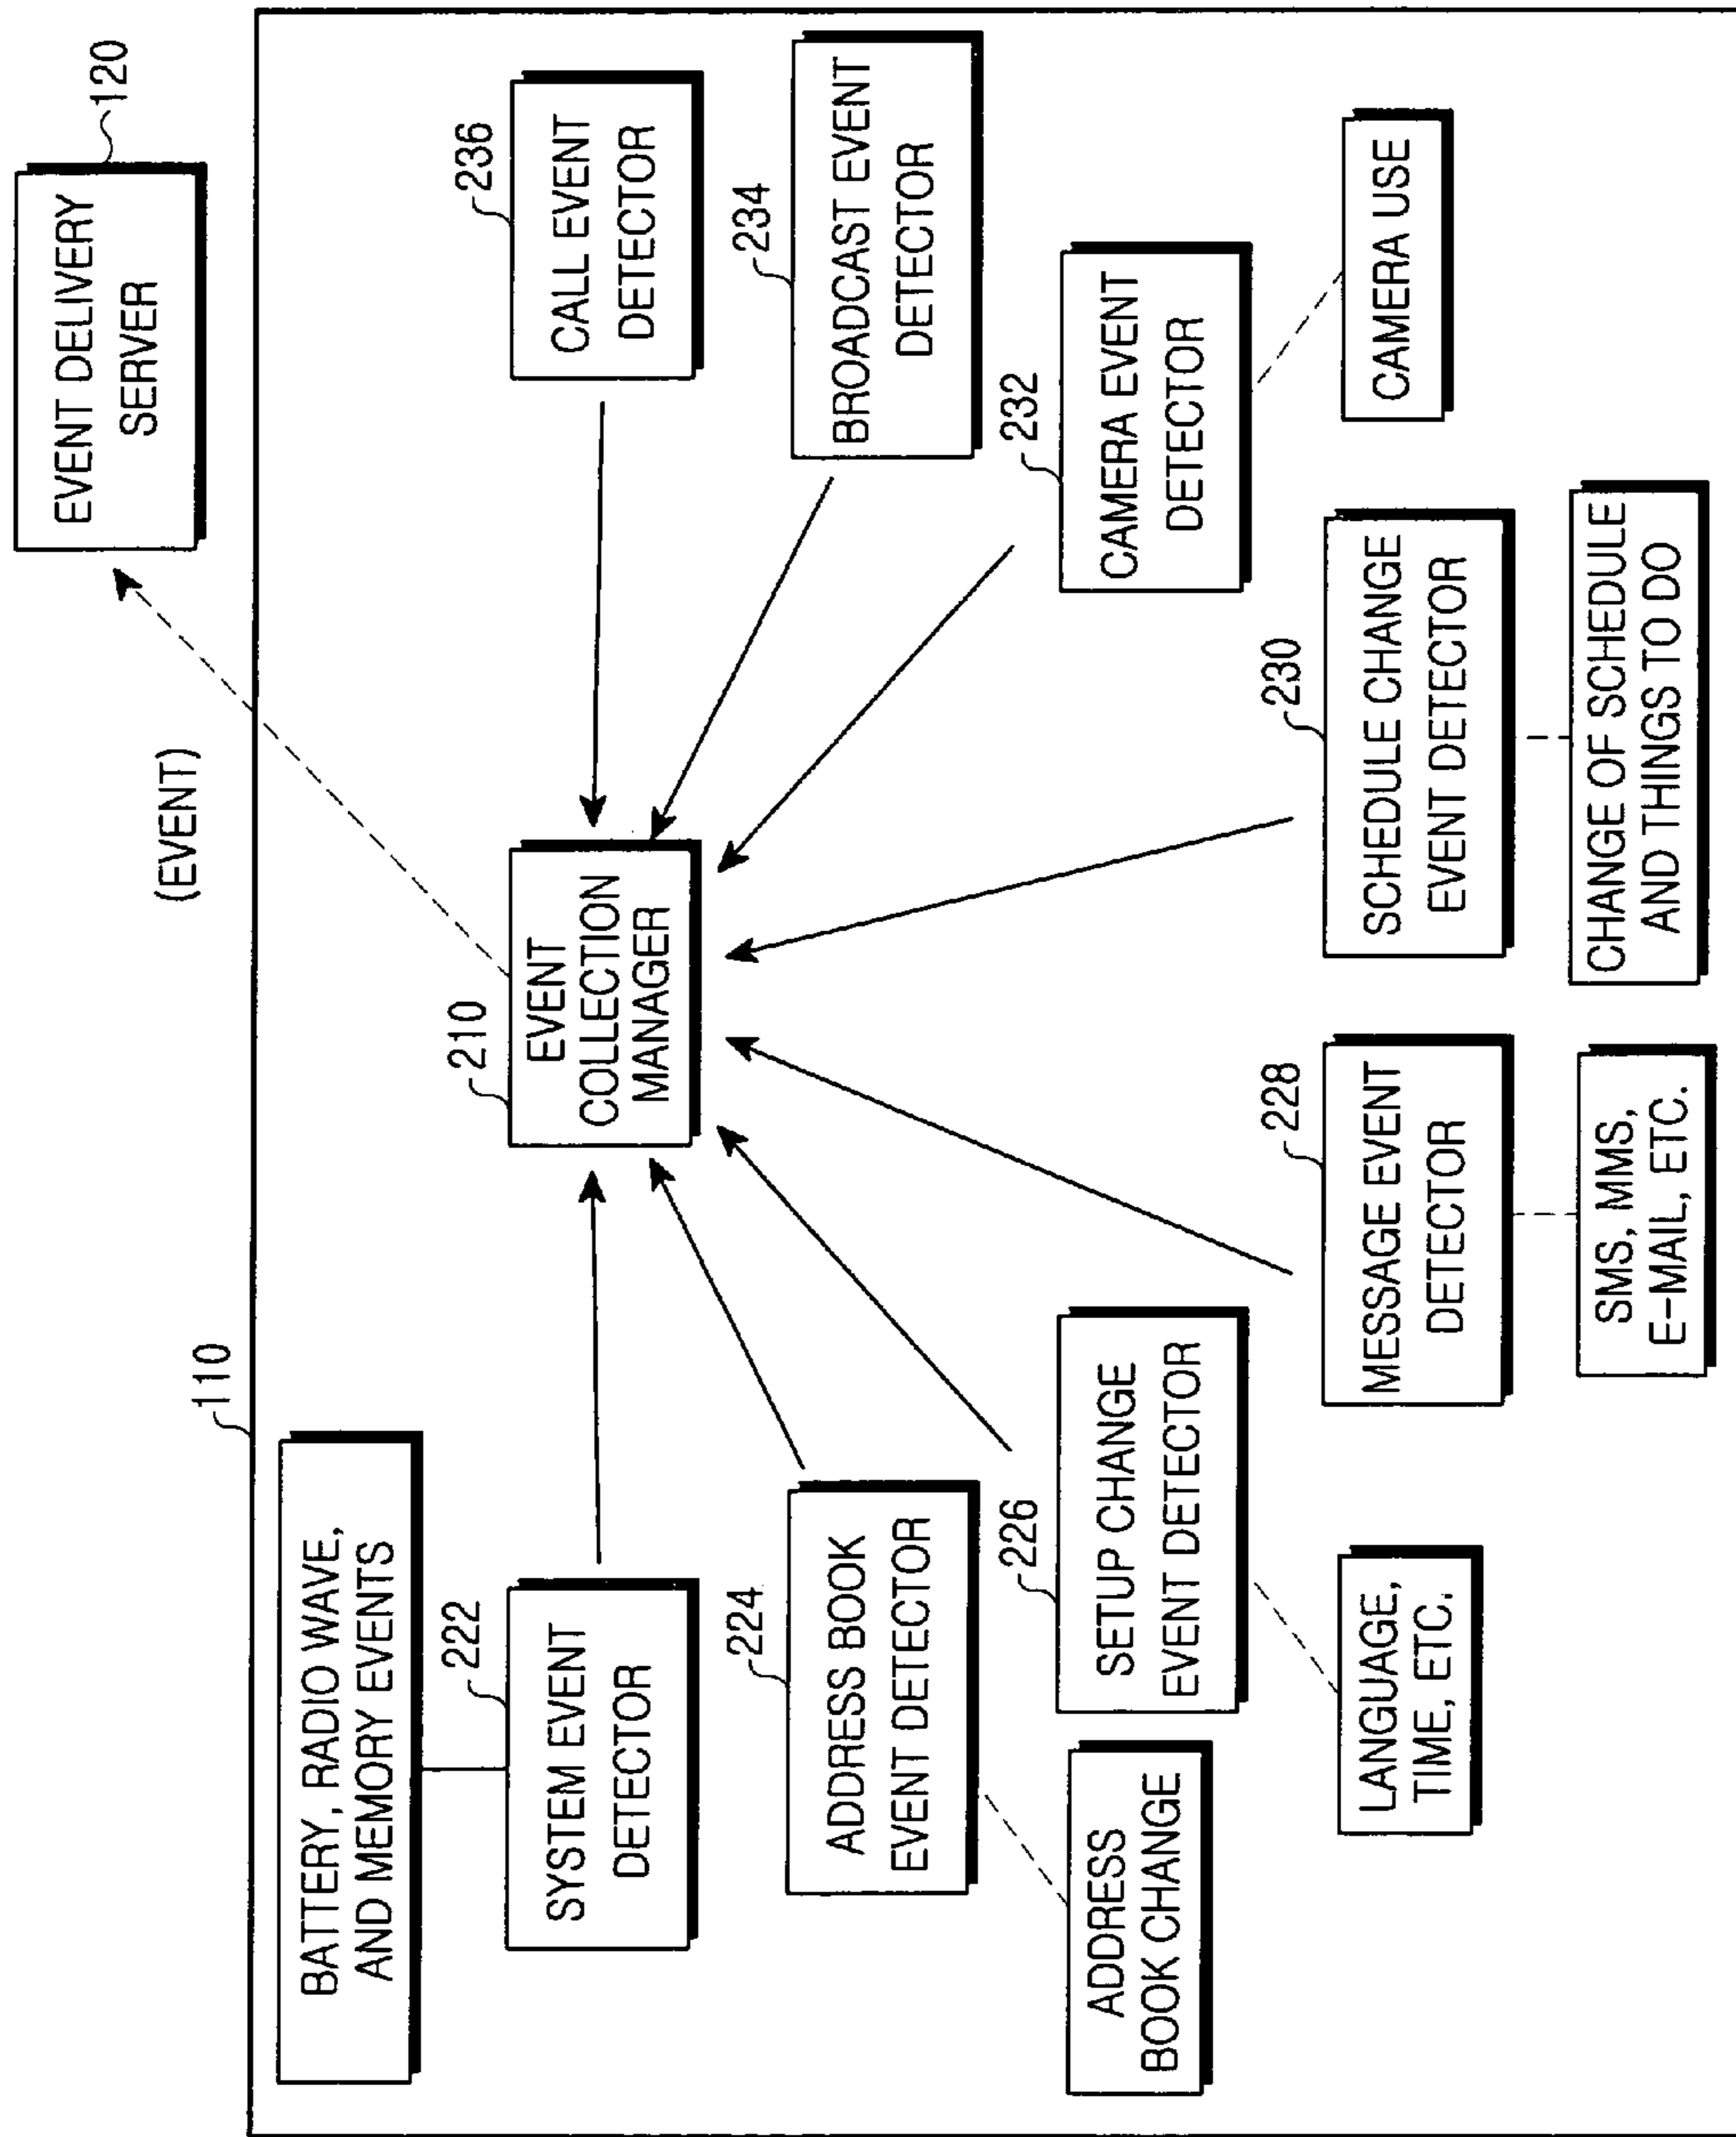 EVENT DELIVERY
SERVER
120
(EVENT)
110
BATTERY, RADIO WAVE,
AND MEMORY EVENTS
222
SYSTEM EVENT
DETECTOR
210
EVENT
COLLECTION
MANAGER
236
CALL EVENT
DETECTOR
224
ADDRESS BOOK
EVENT DETECTOR
234
BROADCAST EVENT
DETECTOR
ADDRESS
BOOK CHANGE
226
SETUP CHANGE
EVENT DETECTOR
232
CAMERA EVENT
DETECTOR
LANGUAGE,
TIME, ETC.
228
MESSAGE EVENT
DETECTOR
230
SCHEDULE CHANGE
EVENT DETECTOR
CAMERA USE
SMS, MMS,
E-MAIL, ETC.
CHANGE OF SCHEDULE
AND THINGS TO DO